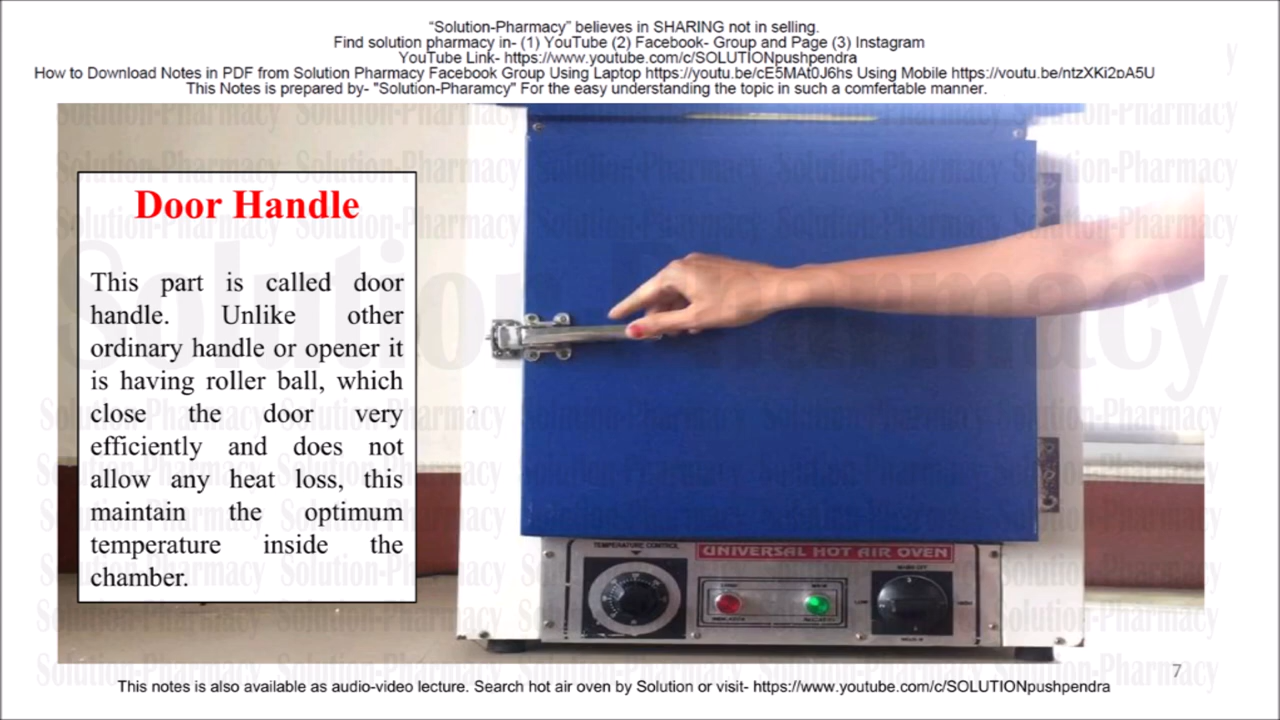 “Solution-Pharmacy” believes in SHARING not in selling.
Find solution pharmacy in- (1) YouTube (2) Facebook- Group and Page (3) Instagram
YouTube Link- https://www.youtube.com/c/SOLUTIONpushpendra
How to Download Notes in PDF from Solution Pharmacy Facebook Group Using Laptop https://youtu.be/cE5MAt0J6hs Using Mobile https://youtu.be/ntzXKi2pA5U
This Notes is prepared by- "Solution-Pharamcy" For the easy understanding the topic in such a comfertable manner.
Door Handle
This part is called door
handle. Unlike other
ordinary handle or opener it
is having roller ball, which
close the door very
efficiently and does not
allow any heat loss, this
maintain the optimum
temperature inside the
chamber.
Solution-Pharmacy
TEMPERATURE CONTROL
UNIVERSAL HOT AIR OVEN
LOW
HIGH
7
This notes is also available as audio-video lecture. Search hot air oven by Solution or visit- https://www.youtube.com/c/SOLUTIONpushpendra